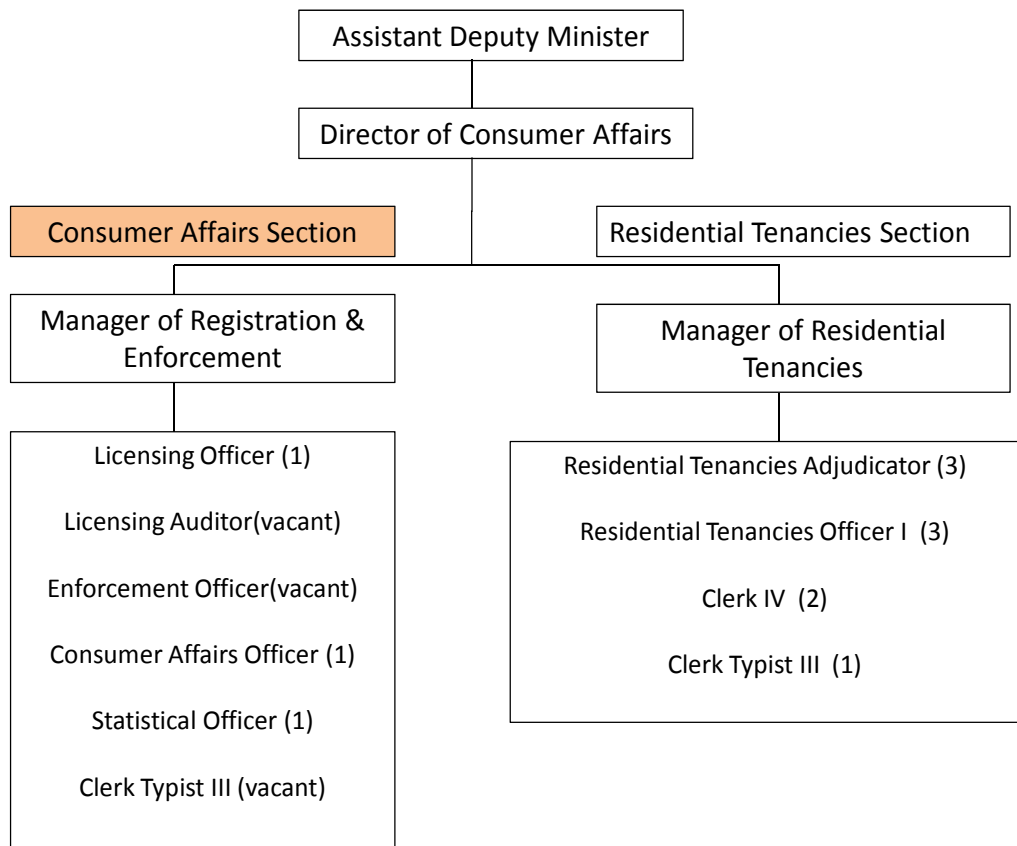 Assistant Deputy Minister
Director of Consumer Affairs
Consumer Affairs Section
Residential Tenancies Section
Manager of Registration &
Enforcement
Manager of Residential
Tenancies
Licensing Officer (1)
Licensing Auditor(vacant)
Enforcement Officer(vacant)
Consumer Affairs Officer (1)
Statistical Officer (1)
Clerk Typist III (vacant)
Residential Tenancies Adjudicator (3)
Residential Tenancies Officer I  (3)
Clerk IV  (2)
Clerk Typist III  (1)